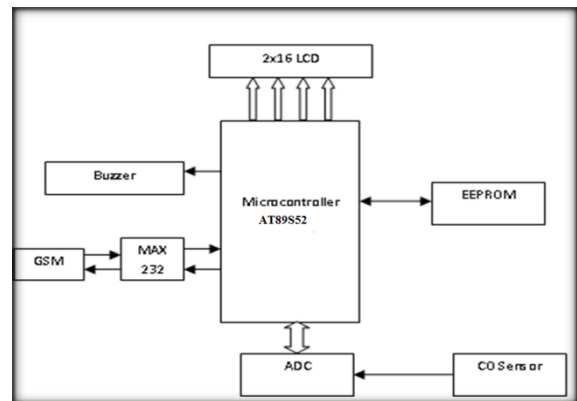 2x16 LCD
Buzzer
Microcontroller
AT89S52
EEPROM
GSM
MAX
232
ADC
CO Sensor